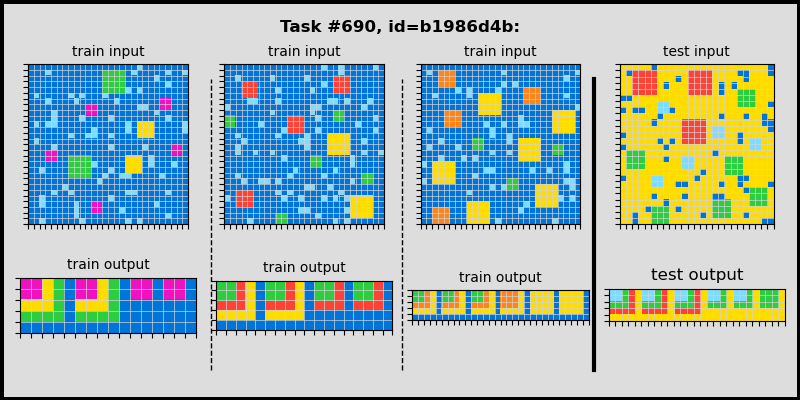 Task #690, id=b1986d4b:
train input train input train input test input
train output train output train output test output